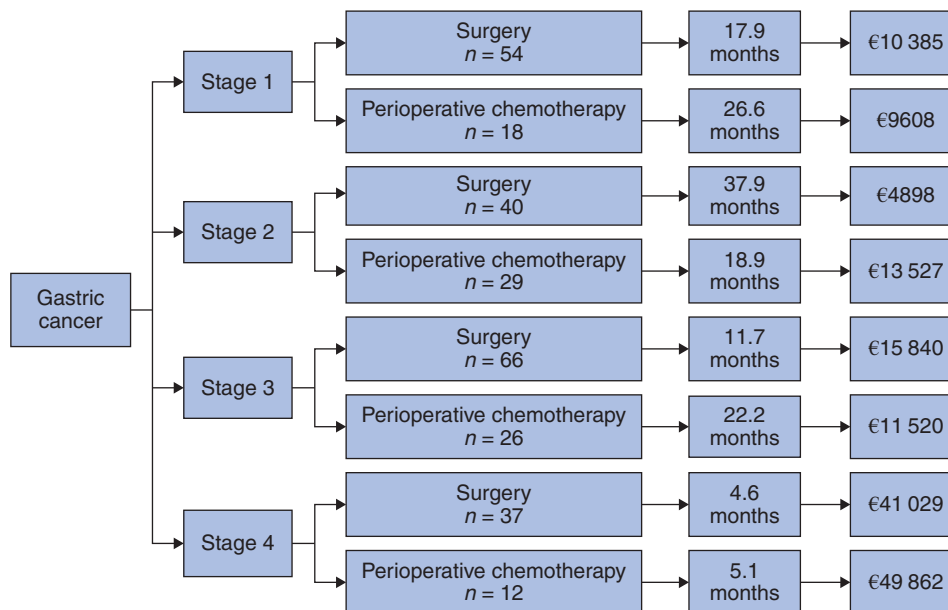 Gastric
cancer
Stage 1
Surgery
n = 54
17.9
months
€10 385
Perioperative chemotherapy
n = 18
26.6
months
€9608
Stage 2
Surgery
n = 40
37.9
months
€4898
Perioperative chemotherapy
n = 29
18.9
months
€13 527
Stage 3
Surgery
n = 66
11.7
months
€15 840
Perioperative chemotherapy
n = 26
22.2
months
€11 520
Stage 4
Surgery
n = 37
4.6
months
€41 029
Perioperative chemotherapy
n = 12
5.1
months
€49 862